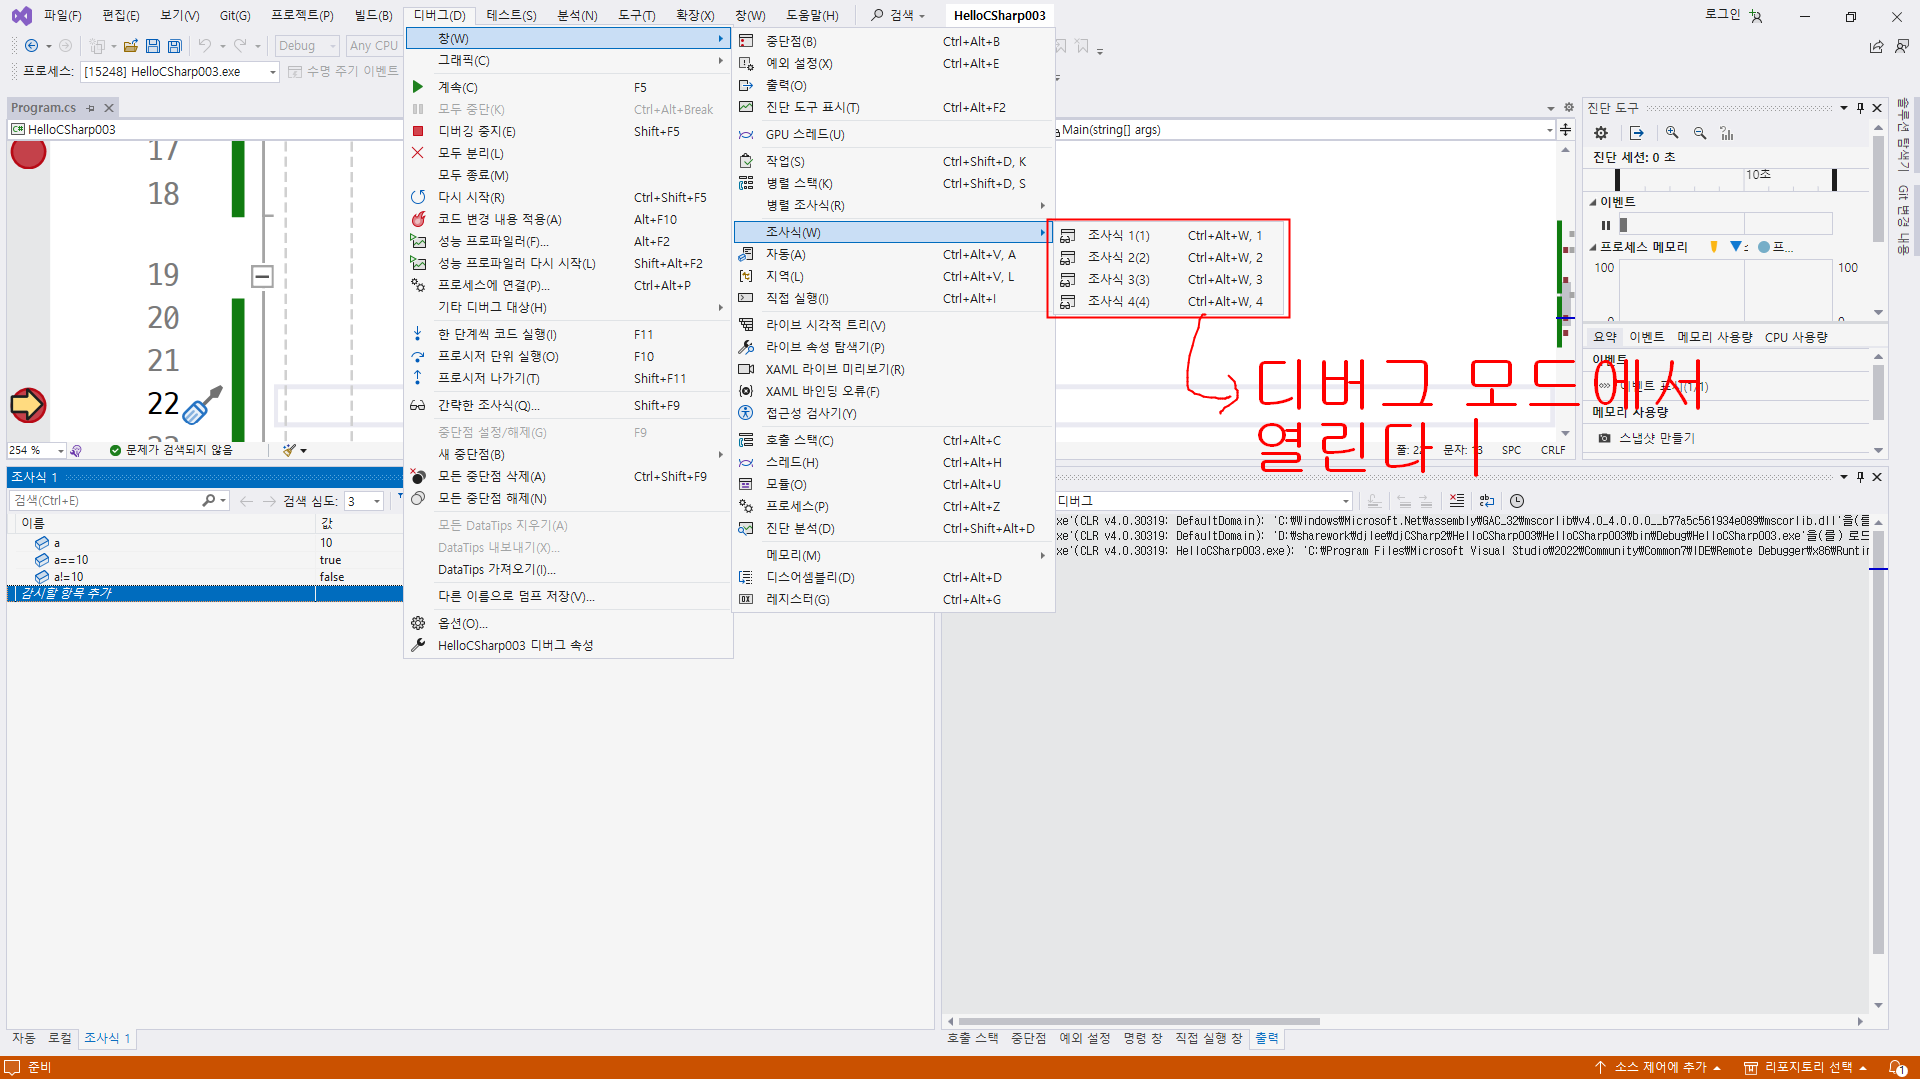 파일(F) 편집(E) 보기(V) Git(G) 프로젝트(P) 빌드(B) 디버그(D) 테스트(S) 분석(N) 도구(T) 확장(X) 창(W) 도움말(H) 검색 HelloCSharp003 로그인
Debug Any CPU
프로세스: [15248] HelloCSharp003.exe 수명 주기 이벤트
Program.cs
HelloCSharp003
Main(string[] args)
17
18
19
20
21
22
254 % 문제가 검색되지 않음
문자: 13 SPC CRLF
창(W)
그래픽(C)
계속(C) F5
모두 중단(K) Ctrl+Alt+Break
디버깅 중지(E) Shift+F5
모두 분리(L)
모두 종료(M)
다시 시작(R) Ctrl+Shift+F5
코드 변경 내용 적용(A) Alt+F10
성능 프로파일러(F)... Alt+F2
성능 프로파일러 다시 시작(L) Shift+Alt+F2
프로세스에 연결(P)... Ctrl+Alt+P
기타 디버그 대상(H)
한 단계씩 코드 실행(I) F11
프로시저 단위 실행(O) F10
프로시저 나가기(T) Shift+F11
간략한 조사식(Q)... Shift+F9
중단점 설정/해제(G) F9
새 중단점(B)
모든 중단점 삭제(A) Ctrl+Shift+F9
모든 중단점 해제(N)
모든 DataTips 지우기(A)
DataTips 내보내기(X)...
DataTips 가져오기(I)...
다른 이름으로 덤프 저장(V)...
옵션(O)...
HelloCSharp003 디버그 속성
중단점(B) Ctrl+Alt+B
예외 설정(X) Ctrl+Alt+E
출력(O)
진단 도구 표시(T) Ctrl+Alt+F2
GPU 스레드(U)
작업(S) Ctrl+Shift+D, K
병렬 스택(K) Ctrl+Shift+D, S
병렬 조사식(R)
조사식(W)
자동(A) Ctrl+Alt+V, A
지역(L) Ctrl+Alt+V, L
직접 실행(I) Ctrl+Alt+I
라이브 시각적 트리(V)
라이브 속성 탐색기(P)
XAML 라이브 미리보기(R)
XAML 바인딩 오류(F)
접근성 검사기(Y)
호출 스택(C) Ctrl+Alt+C
스레드(H) Ctrl+Alt+H
모듈(O) Ctrl+Alt+U
프로세스(P) Ctrl+Alt+Z
진단 분석(D) Ctrl+Shift+Alt+D
메모리(M)
디스어셈블리(D) Ctrl+Alt+D
레지스터(G) Ctrl+Alt+G
조사식 1(1) Ctrl+Alt+W, 1
조사식 2(2) Ctrl+Alt+W, 2
조사식 3(3) Ctrl+Alt+W, 3
조사식 4(4) Ctrl+Alt+W, 4
디버그 모드에서
열린다!
진단 도구
진단 세션: 0 초
10초
이벤트
프로세스 메모리 프...
100 100
0 0
요약 이벤트 메모리 사용량 CPU 사용량
이벤트
이벤트 표시(1/1)
메모리 사용량
스냅샷 만들기
솔루션 탐색기
Git 변경 내용
조사식 1
검색(Ctrl+E) 검색 심도: 3
이름 값
a 10
a==10 true
a!=10 false
감시할 항목 추가
디버그
xe'(CLR v4.0.30319: DefaultDomain): 'C:₩Windows₩Microsoft.Net₩assembly₩GAC_32₩mscorlib₩v4.0_4.0.0.0__b77a5c561934e089₩mscorlib.dll'을(를
xe'(CLR v4.0.30319: DefaultDomain): 'D:₩sharework₩djlee₩djCSharp2₩HelloCSharp003₩HelloCSharp003₩bin₩Debug₩HelloCSharp003.exe'을(를) 로드
xe'(CLR v4.0.30319: HelloCSharp003.exe): 'C:₩Program Files₩Microsoft Visual Studio₩2022₩Community₩Common7₩IDE₩Remote Debugger₩x86₩Runtin
자동 로컬 조사식 1
호출 스택 중단점 예외 설정 명령 창 직접 실행 창 출력
준비 소스 제어에 추가 리포지토리 선택 1